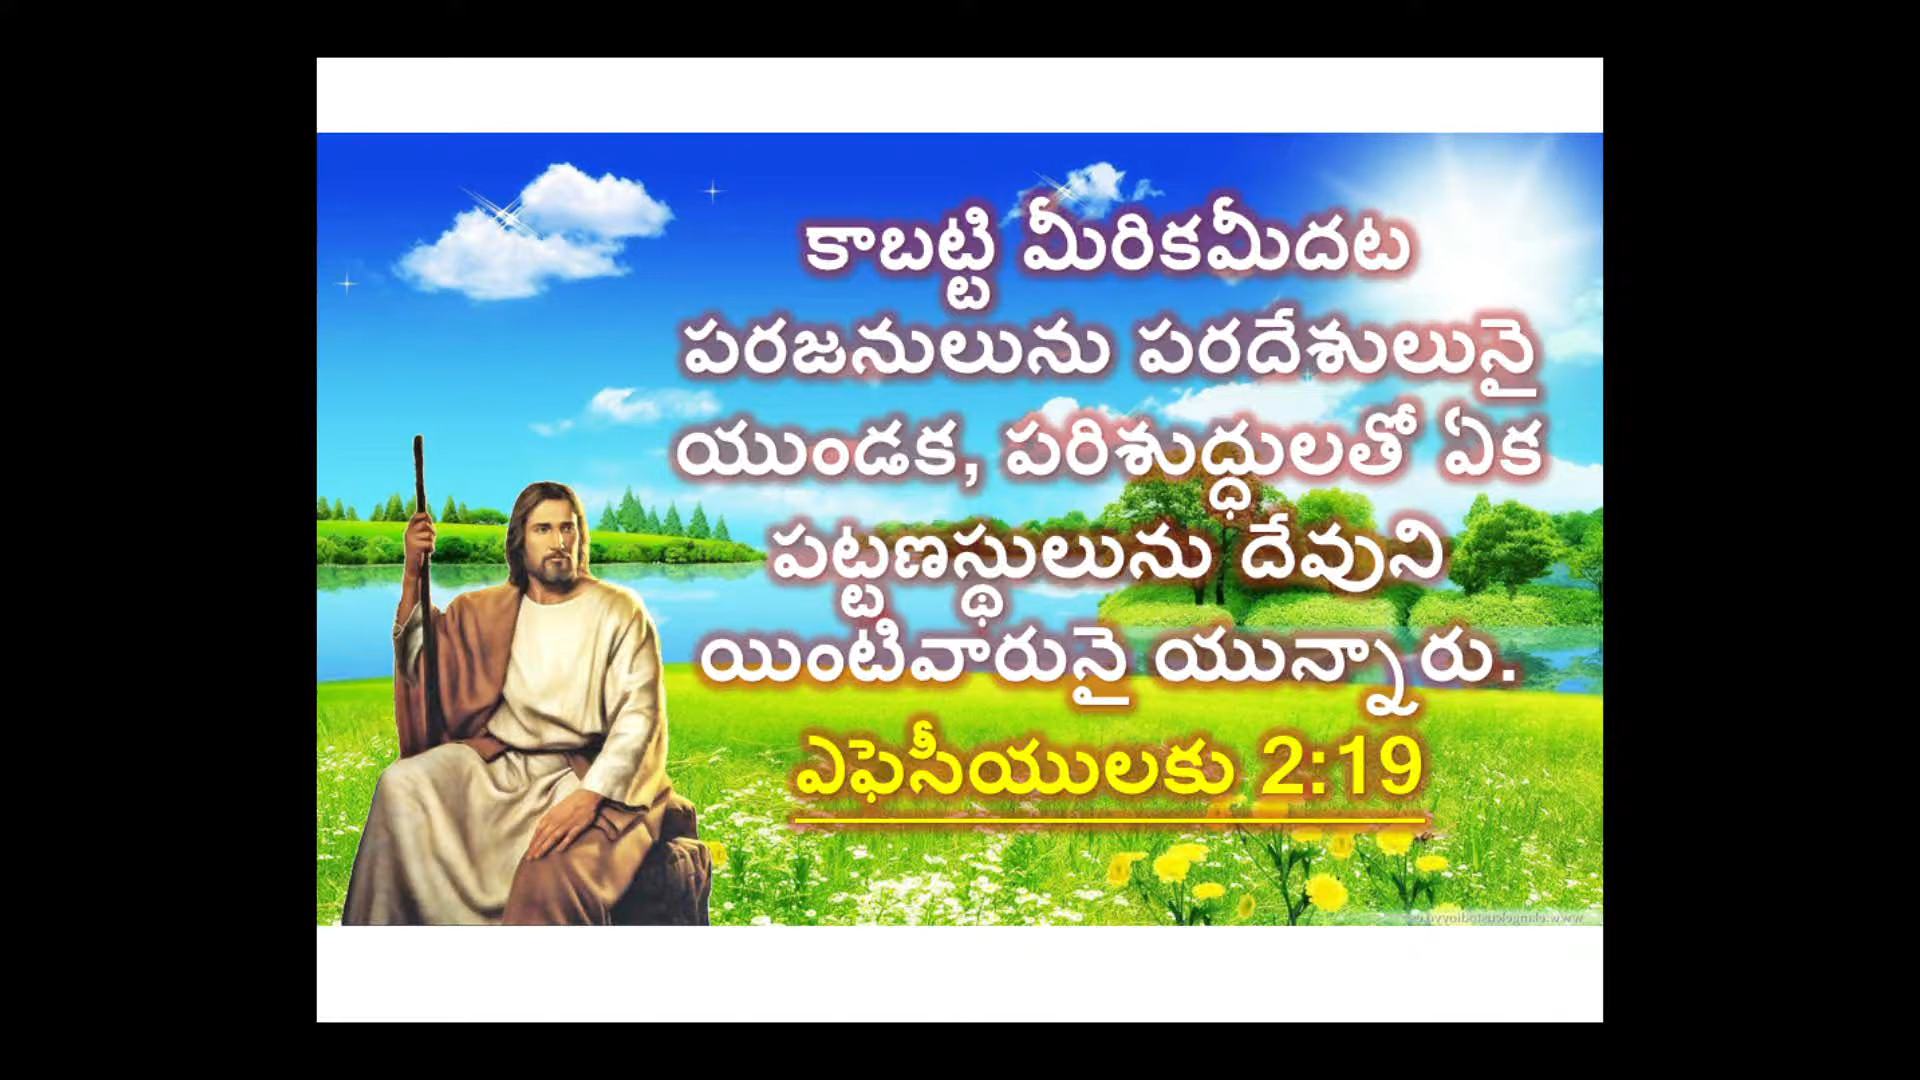 కాబట్టి మీరికమీదట
పరజనులును పరదేశులునై
యుండక, పరిశుద్ధులతో ఏక
పట్టణస్థులును దేవుని
యింటివారునై యున్నారు.
ఎఫెసీయులకు 2:19